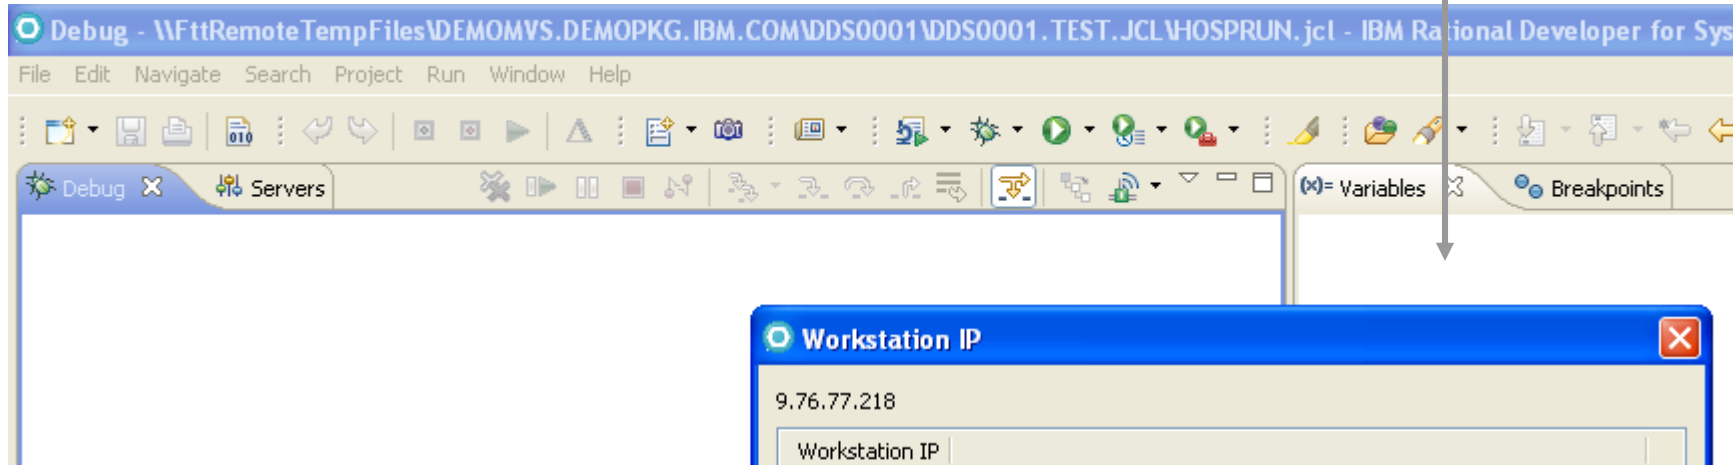 Debug - \\FttRemoteTempFiles\DEMOMVS.DEMOPKG.IBM.COM\DDS0001\DDS0001.TEST.JCL\HOSPRUN.jcl - IBM Rational Developer for Sys
File Edit Navigate Search Project Run Window Help
010
Debug Servers (x)= Variables Breakpoints
Workstation IP
9.76.77.218
Workstation IP